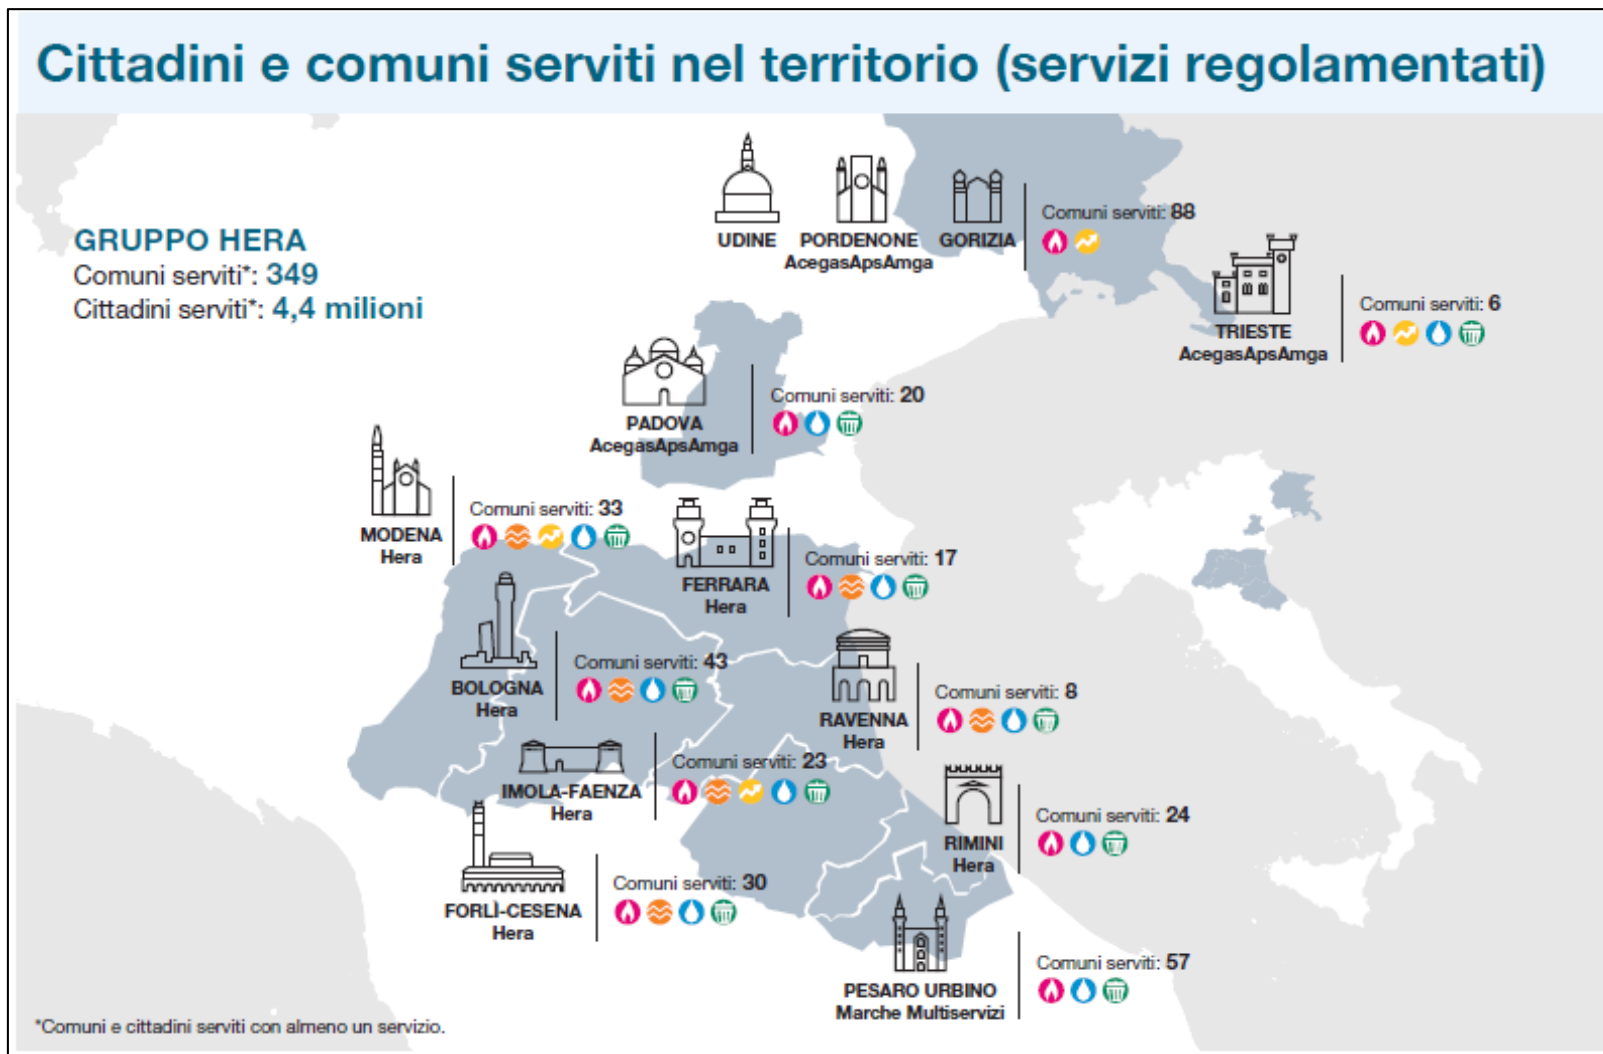 Cittadini e comuni serviti nel territorio (servizi regolamentati)
GRUPPO HERA
Comuni serviti*: 349
Cittadini serviti*: 4,4 milioni
UDINE
PORDENONE
AcegasApsAmga
GORIZIA
Comuni serviti: 88
TRIESTE
AcegasApsAmga
Comuni serviti: 6
PADOVA
AcegasApsAmga
Comuni serviti: 20
MODENA
Hera
Comuni serviti: 33
FERRARA
Hera
Comuni serviti: 17
BOLOGNA
Hera
Comuni serviti: 43
RAVENNA
Hera
Comuni serviti: 8
IMOLA-FAENZA
Hera
Comuni serviti: 23
RIMINI
Hera
Comuni serviti: 24
FORLÌ-CESENA
Hera
Comuni serviti: 30
PESARO URBINO
Marche Multiservizi
Comuni serviti: 57
*Comuni e cittadini serviti con almeno un servizio.